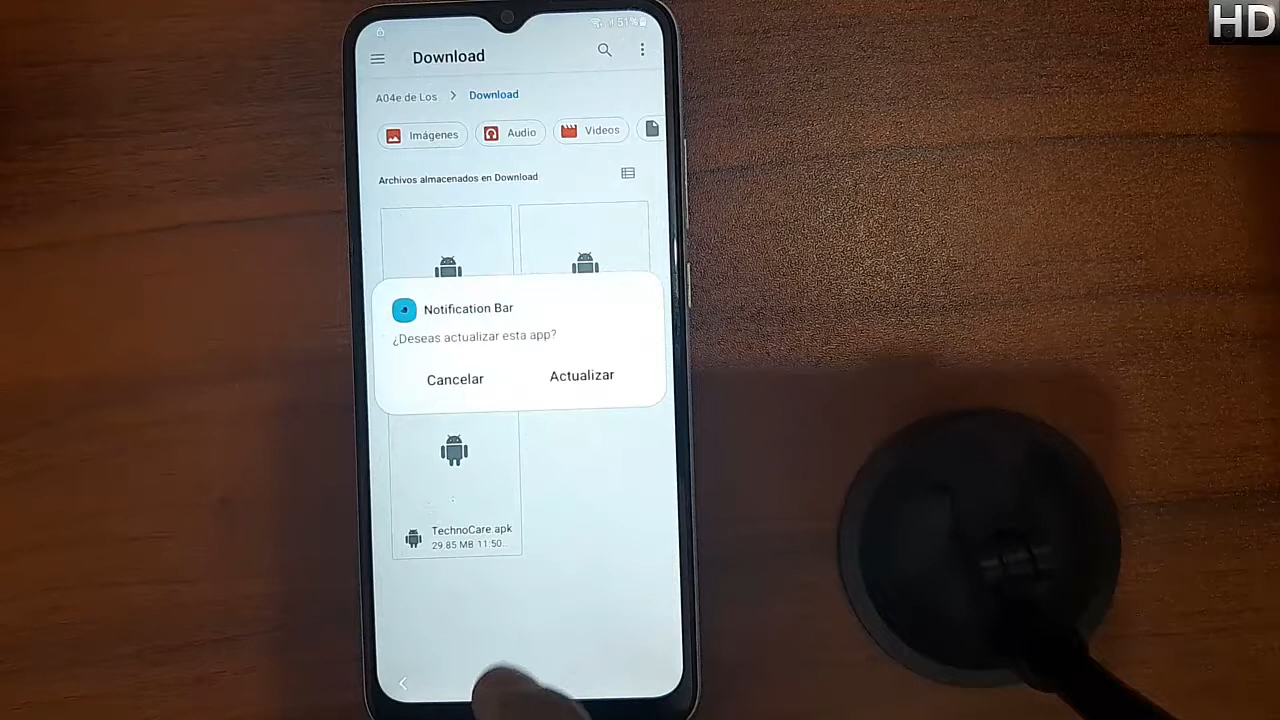 HD
51%
Download
A04e de Los > Download
Imágenes Audio Videos
Archivos almacenados en Download
Notification Bar
¿Deseas actualizar esta app?
Cancelar Actualizar
TechnoCare.apk
29.85 MB 11:50..